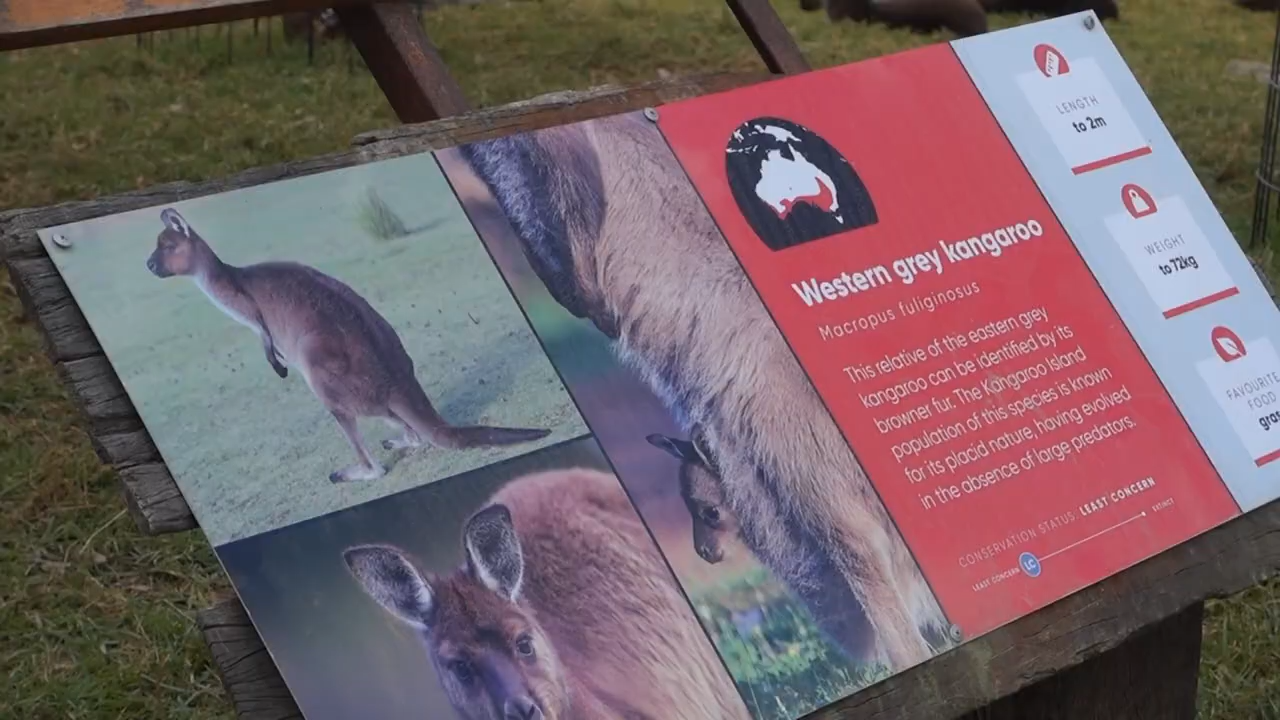 Western grey kangaroo
Macropus fuliginosus
This relative of the eastern grey
kangaroo can be identified by its
browner fur. The Kangaroo Island
population of this species is known
for its placid nature, having evolved
in the absence of large predators.
CONSERVATION STATUS: LEAST CONCERN
LEAST CONCERN LC EXTINCT
LENGTH
to 2m
WEIGHT
to 72kg
FAVOURITE
FOOD